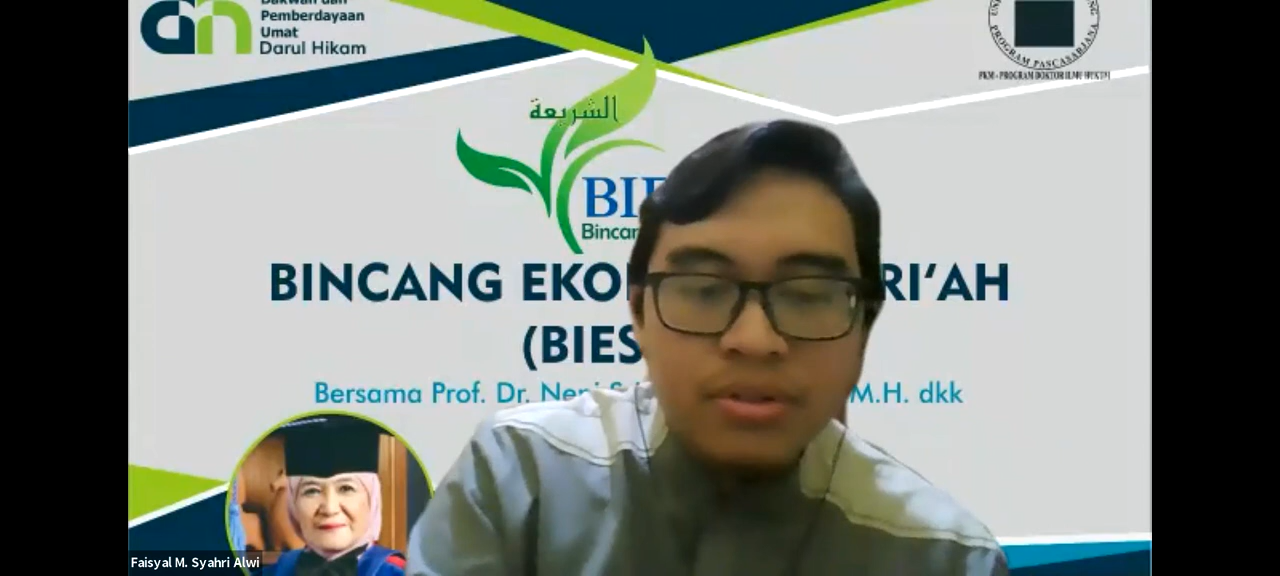 Dakwah dan
Pemberdayaan
Umat
Darul Hikam
PROGRAM PASCASARJANA
PKM - PROGRAM DOKTOR ILMU HUKUM
الشريعة
BIE
Bincan
BINCANG EKO RI'AH
(BIES
Bersama Prof. Dr. Neni M.H. dkk
Faisyal M. Syahri Alwi